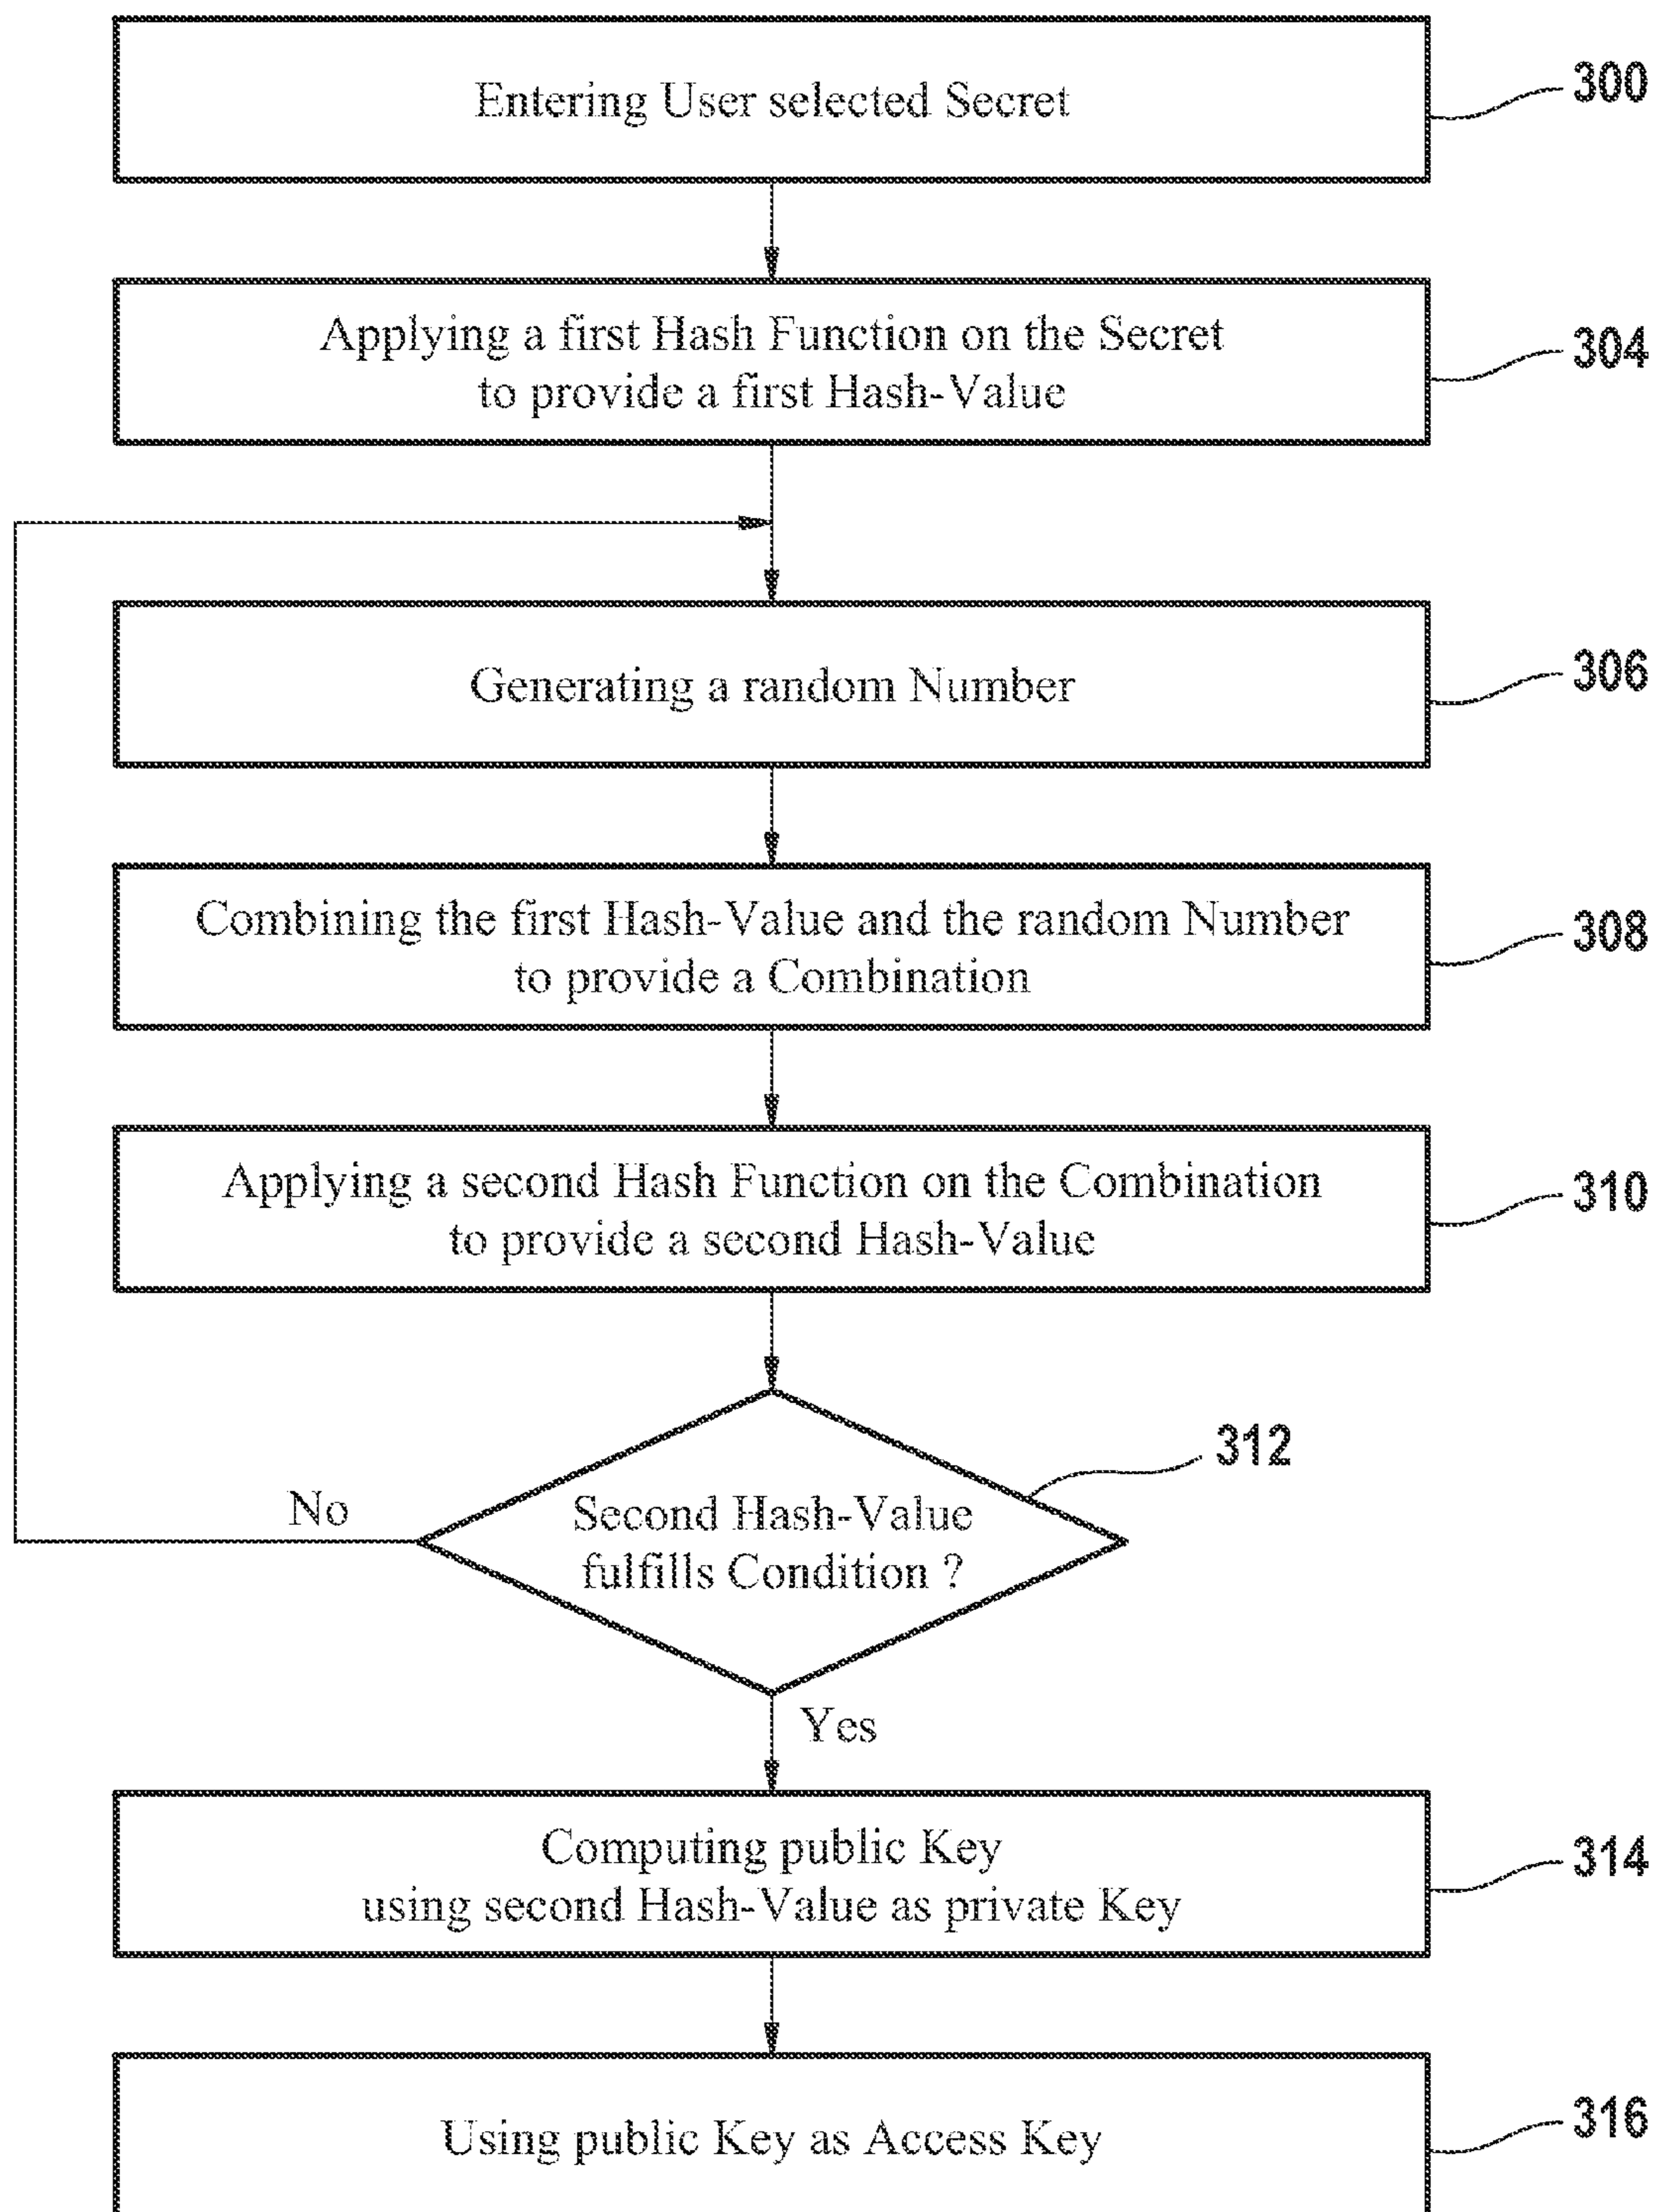 Entering User selected Secret
300
Applying a first Hash Function on the Secret
to provide a first Hash-Value
304
Generating a random Number
306
Combining the first Hash-Value and the random Number
to provide a Combination
308
Applying a second Hash Function on the Combination
to provide a second Hash-Value
310
312
Second Hash-Value
fulfills Condition ?
No
Yes
Computing public Key
using second Hash-Value as private Key
314
Using public Key as Access Key
316